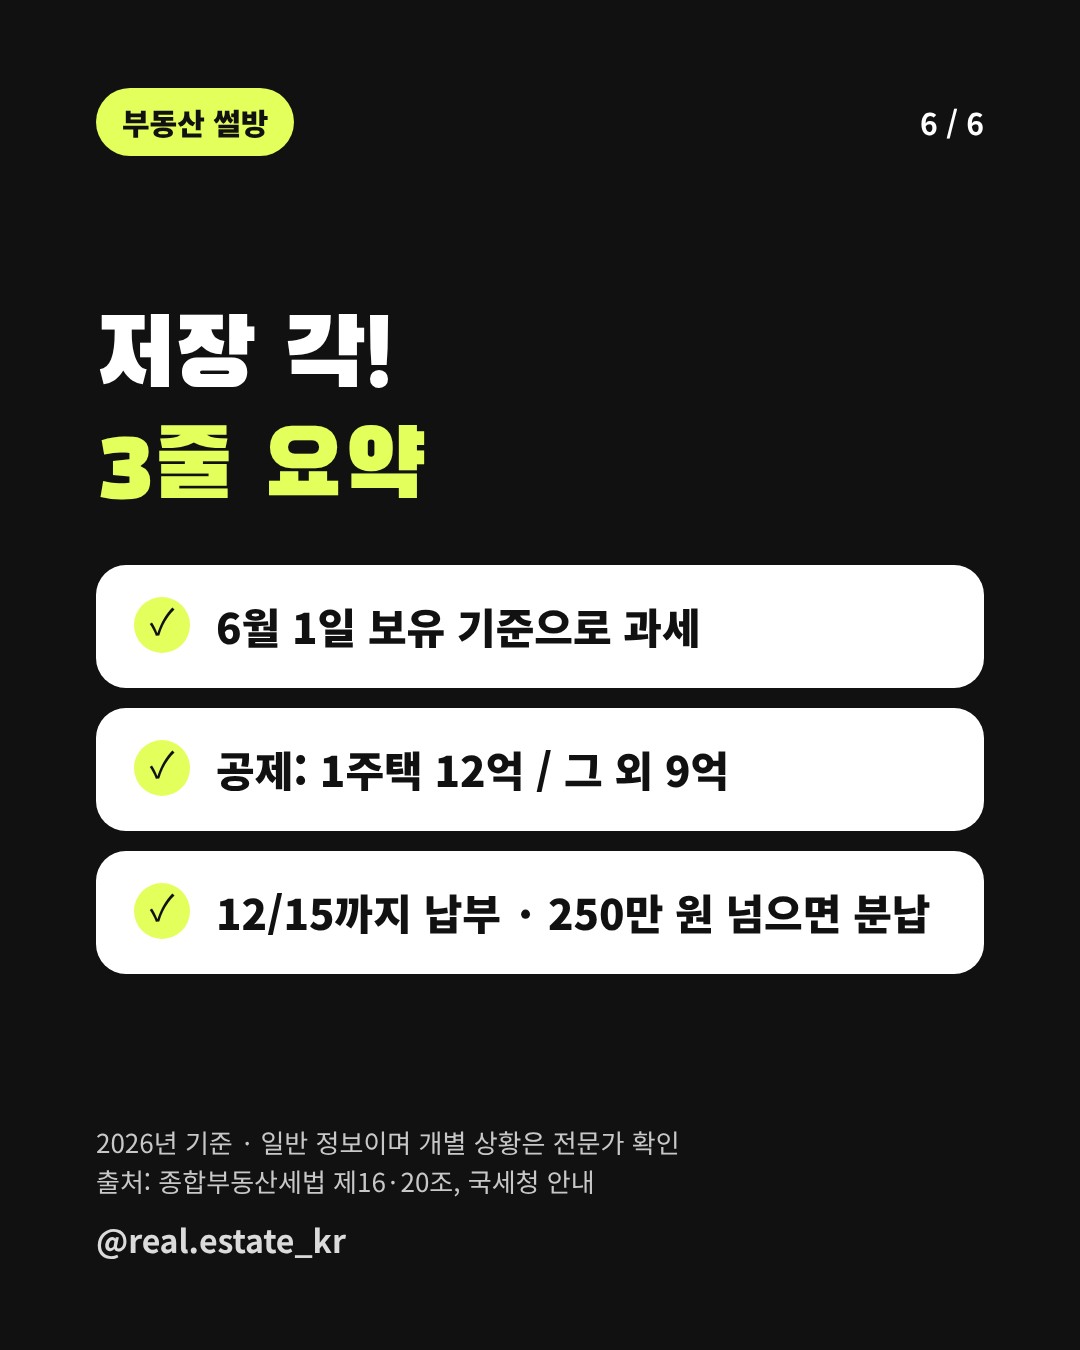 부동산 썰방
6 / 6
저장 각!
3줄 요약
✓ 6월 1일 보유 기준으로 과세
✓ 공제: 1주택 12억 / 그 외 9억
✓ 12/15까지 납부 · 250만 원 넘으면 분납
2026년 기준 · 일반 정보이며 개별 상황은 전문가 확인
출처: 종합부동산세법 제16·20조, 국세청 안내
@real.estate_kr